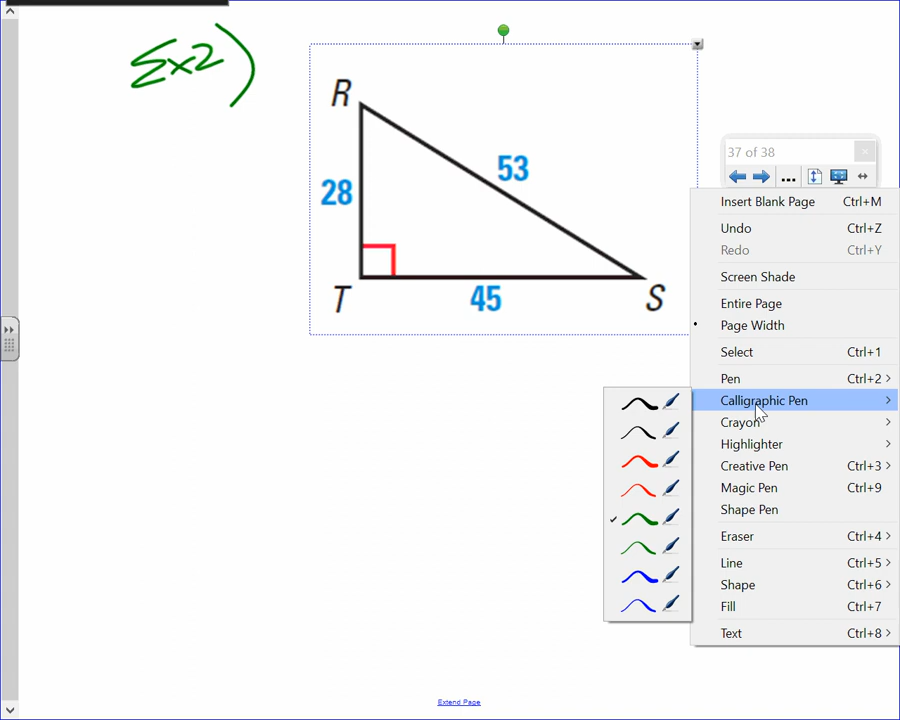 Ex2)
R
53
28
T
45
S
37 of 38
...
Insert Blank Page Ctrl+M
Undo Ctrl+Z
Redo Ctrl+Y
Screen Shade
Entire Page
Page Width
Select Ctrl+1
Pen Ctrl+2
Calligraphic Pen
Crayon
Highlighter
Creative Pen Ctrl+3
Magic Pen Ctrl+9
Shape Pen
Eraser Ctrl+4
Line Ctrl+5
Shape Ctrl+6
Fill Ctrl+7
Text Ctrl+8
Extend Page